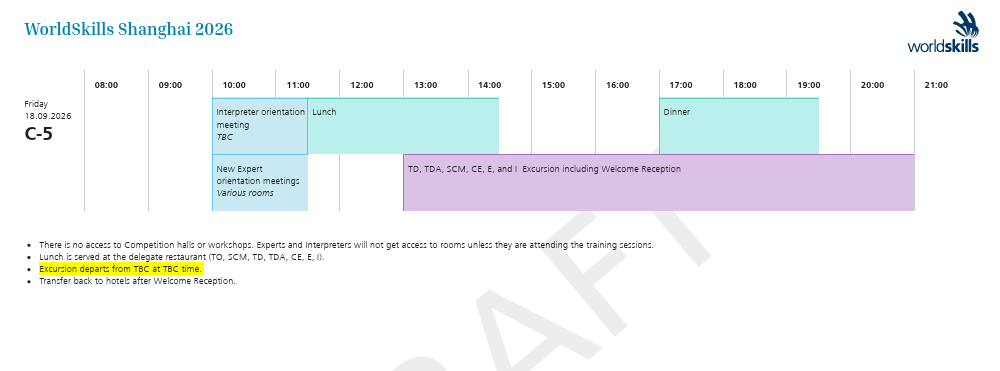 WorldSkills Shanghai 2026
worldskills
08:00 09:00 10:00 11:00 12:00 13:00 14:00 15:00 16:00 17:00 18:00 19:00 20:00 21:00
Friday
18.09.2026
C-5
Interpreter orientation
meeting
TBC
Lunch
Dinner
New Expert
orientation meetings
Various rooms
TD, TDA, SCM, CE, E, and I Excursion including Welcome Reception
• There is no access to Competition halls or workshops. Experts and Interpreters will not get access to rooms unless they are attending the training sessions.
• Lunch is served at the delegate restaurant (TO, SCM, TD, TDA, CE, E, I).
• Excursion departs from TBC at TBC time.
• Transfer back to hotels after Welcome Reception.
DRAFT